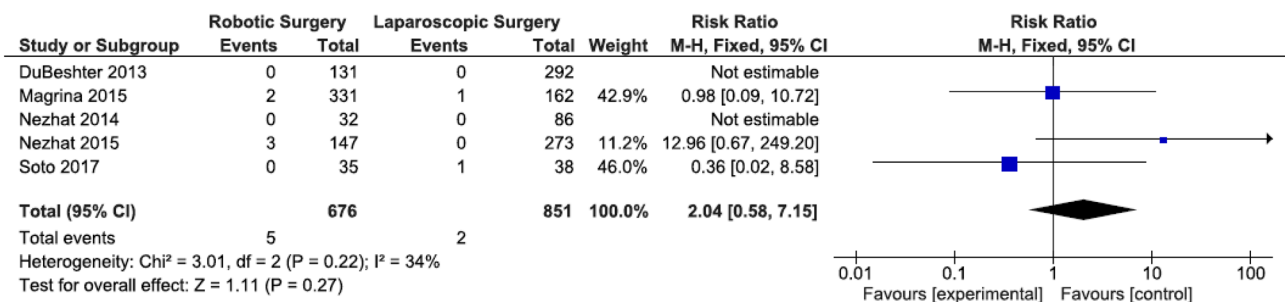 Robotic Surgery Laparoscopic Surgery Risk Ratio Risk Ratio
Study or Subgroup Events Total Events Total Weight M-H, Fixed, 95% CI M-H, Fixed, 95% CI
DuBeshter 2013 0 131 0 292 Not estimable
Magrina 2015 2 331 1 162 42.9% 0.98 [0.09, 10.72]
Nezhat 2014 0 32 0 86 Not estimable
Nezhat 2015 3 147 0 273 11.2% 12.96 [0.67, 249.20]
Soto 2017 0 35 1 38 46.0% 0.36 [0.02, 8.58]
Total (95% CI) 676 851 100.0% 2.04 [0.58, 7.15]
Total events 5 2
Heterogeneity: Chi² = 3.01, df = 2 (P = 0.22); I² = 34%
Test for overall effect: Z = 1.11 (P = 0.27)
0.01 0.1 1 10 100
Favours [experimental] Favours [control]